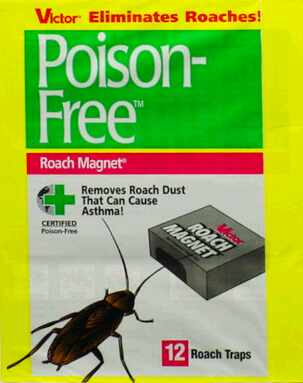 Victor Eliminates Roaches!
Poison-
Free™
Roach Magnet®
Removes Roach Dust
That Can Cause
Asthma!
CERTIFIED
Poison-Free
Victor
ROACH
MAGNET
12 Roach Traps